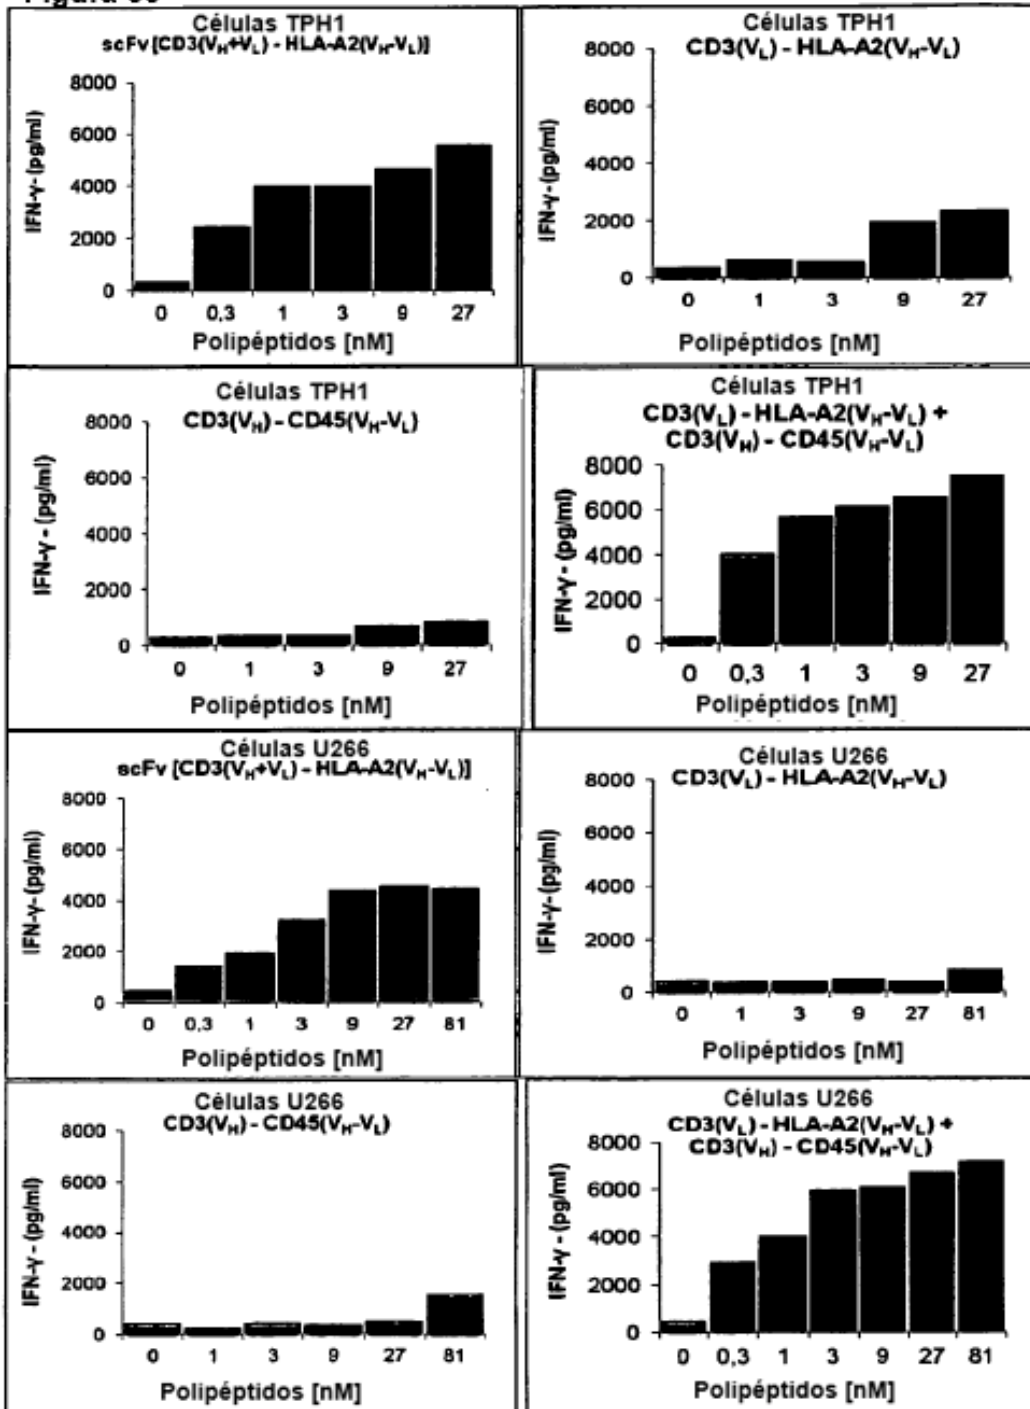 Células TPH1
scFv [CD3(VH+VL) - HLA-A2(VH-VL)]
IFN-γ-(pg/ml)
8000
6000
4000
2000
0
0 0,3 1 3 9 27
Polipéptidos [nM]
Células TPH1
CD3(VL) - HLA-A2(VH-VL)
IFN-γ-(pg/ml)
8000
6000
4000
2000
0
0 1 3 9 27
Polipéptidos [nM]
Células TPH1
CD3(VH) - CD45(VH-VL)
IFN-γ - (pg/ml)
8000
6000
4000
2000
0
0 1 3 9 27
Polipéptidos [nM]
Células TPH1
CD3(VL) - HLA-A2(VH-VL) +
CD3(VH) - CD45(VH-VL)
IFN-γ - (pg/ml)
8000
6000
4000
2000
0
0 0,3 1 3 9 27
Polipéptidos [nM]
Células U266
scFv [CD3(VH+VL) - HLA-A2(VH-VL)]
IFN-γ-(pg/ml)
8000
6000
4000
2000
0
0 0,3 1 3 9 27 81
Polipéptidos [nM]
Células U266
CD3(VL) - HLA-A2(VH-VL)
IFN-γ-(pg/ml)
8000
6000
4000
2000
0
0 1 3 9 27 81
Polipéptidos [nM]
Células U266
CD3(VH) - CD45(VH-VL)
IFN-γ - (pg/ml)
8000
6000
4000
2000
0
0 1 3 9 27 81
Polipéptidos [nM]
Células U266
CD3(VL) - HLA-A2(VH-VL) +
CD3(VH) - CD45(VH-VL)
IFN-γ - (pg/ml)
8000
6000
4000
2000
0
0 0,3 1 3 9 27 81
Polipéptidos [nM]